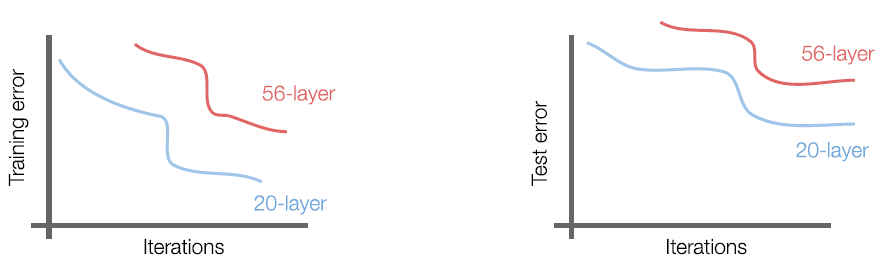 Training error
56-layer
20-layer
Iterations
Test error
56-layer
20-layer
Iterations